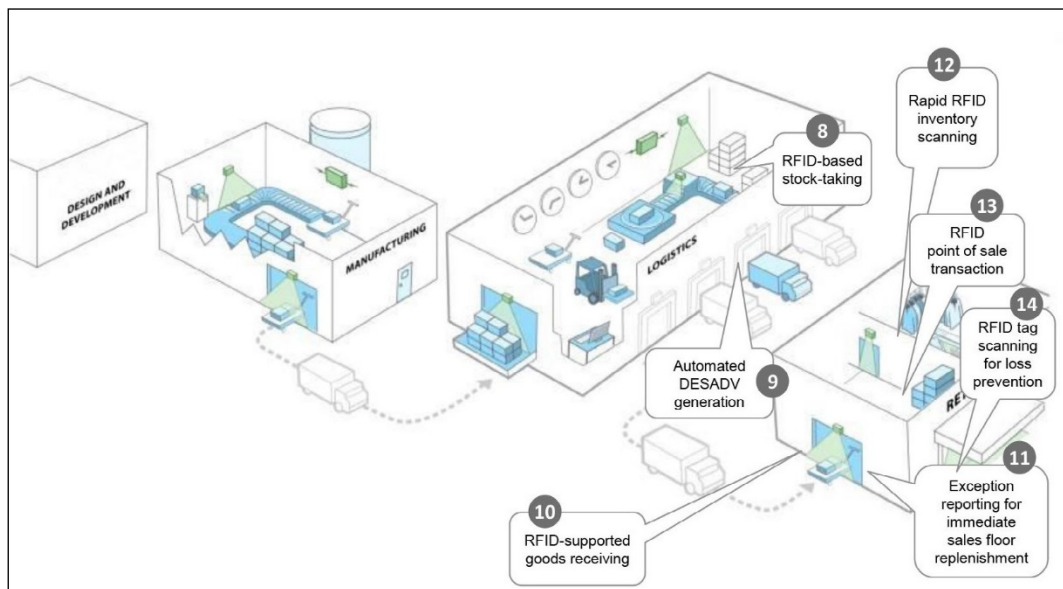 DESIGN AND
DEVELOPMENT
MANUFACTURING
LOGISTICS
8
RFID-based
stock-taking
9
Automated
DESADV
generation
10
RFID-supported
goods receiving
12
Rapid RFID
inventory
scanning
13
RFID
point of sale
transaction
14
RFID tag
scanning
for loss
prevention
RE
11
Exception
reporting for
immediate
sales floor
replenishment